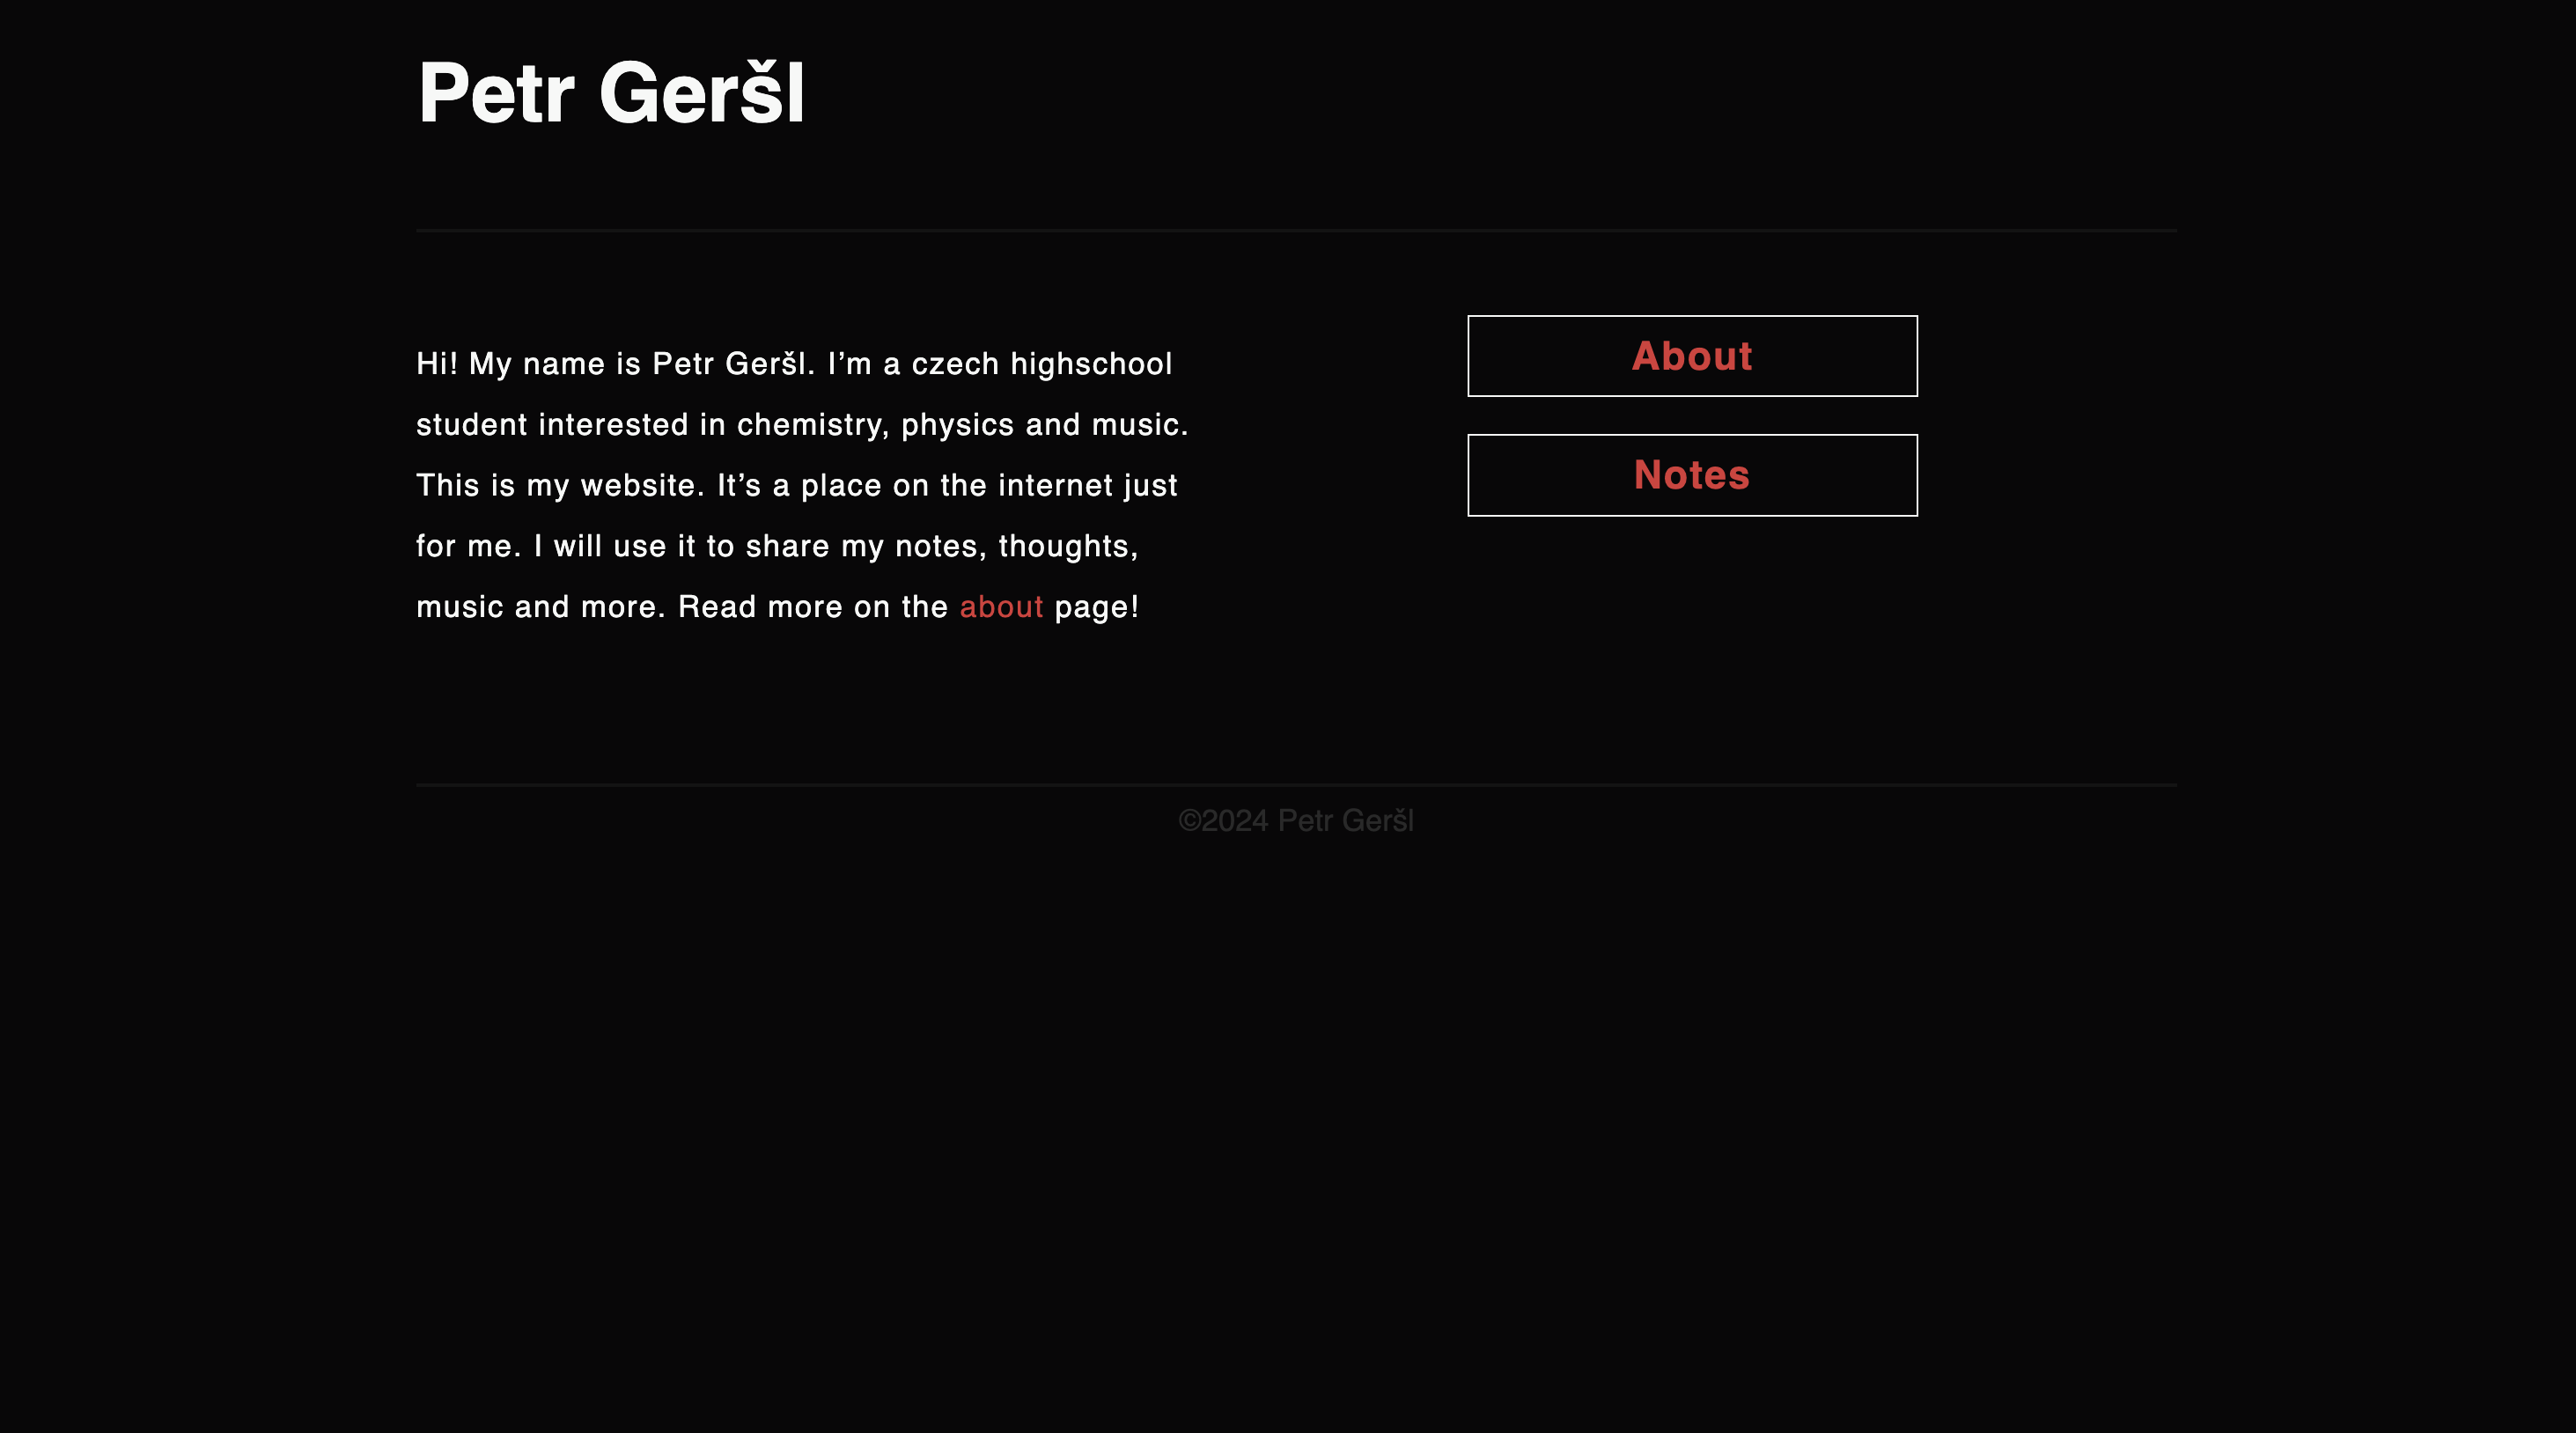 Petr Geršl
Hi! My name is Petr Geršl. I’m a czech highschool
student interested in chemistry, physics and music.
This is my website. It’s a place on the internet just
for me. I will use it to share my notes, thoughts,
music and more. Read more on the about page!
About
Notes
©2024 Petr Geršl